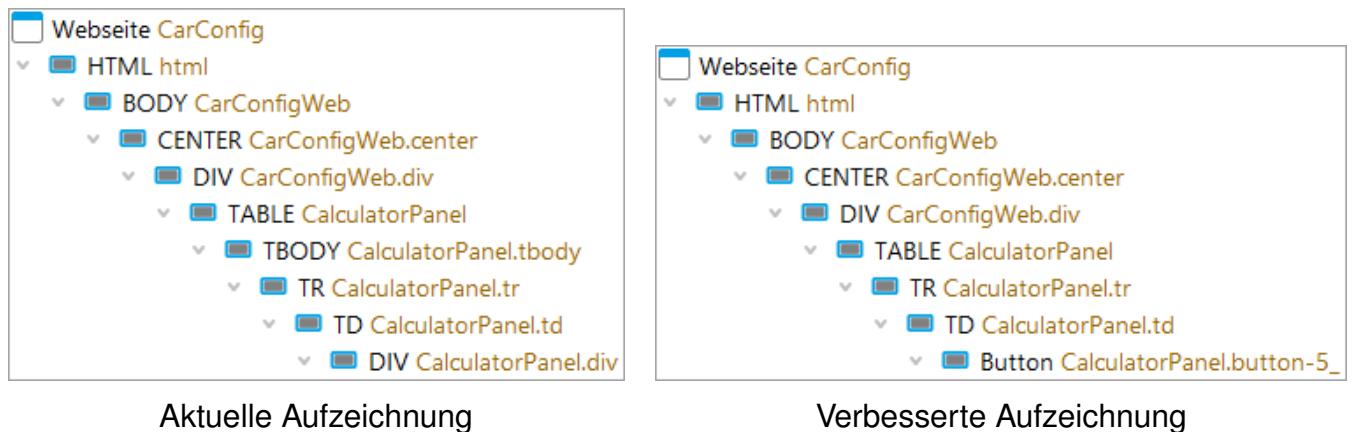 Webseite CarConfig
HTML html
BODY CarConfigWeb
CENTER CarConfigWeb.center
DIV CarConfigWeb.div
TABLE CalculatorPanel
TBODY CalculatorPanel.tbody
TR CalculatorPanel.tr
TD CalculatorPanel.td
DIV CalculatorPanel.div
Aktuelle Aufzeichnung
Webseite CarConfig
HTML html
BODY CarConfigWeb
CENTER CarConfigWeb.center
DIV CarConfigWeb.div
TABLE CalculatorPanel
TR CalculatorPanel.tr
TD CalculatorPanel.td
Button CalculatorPanel.button-5_
Verbesserte Aufzeichnung